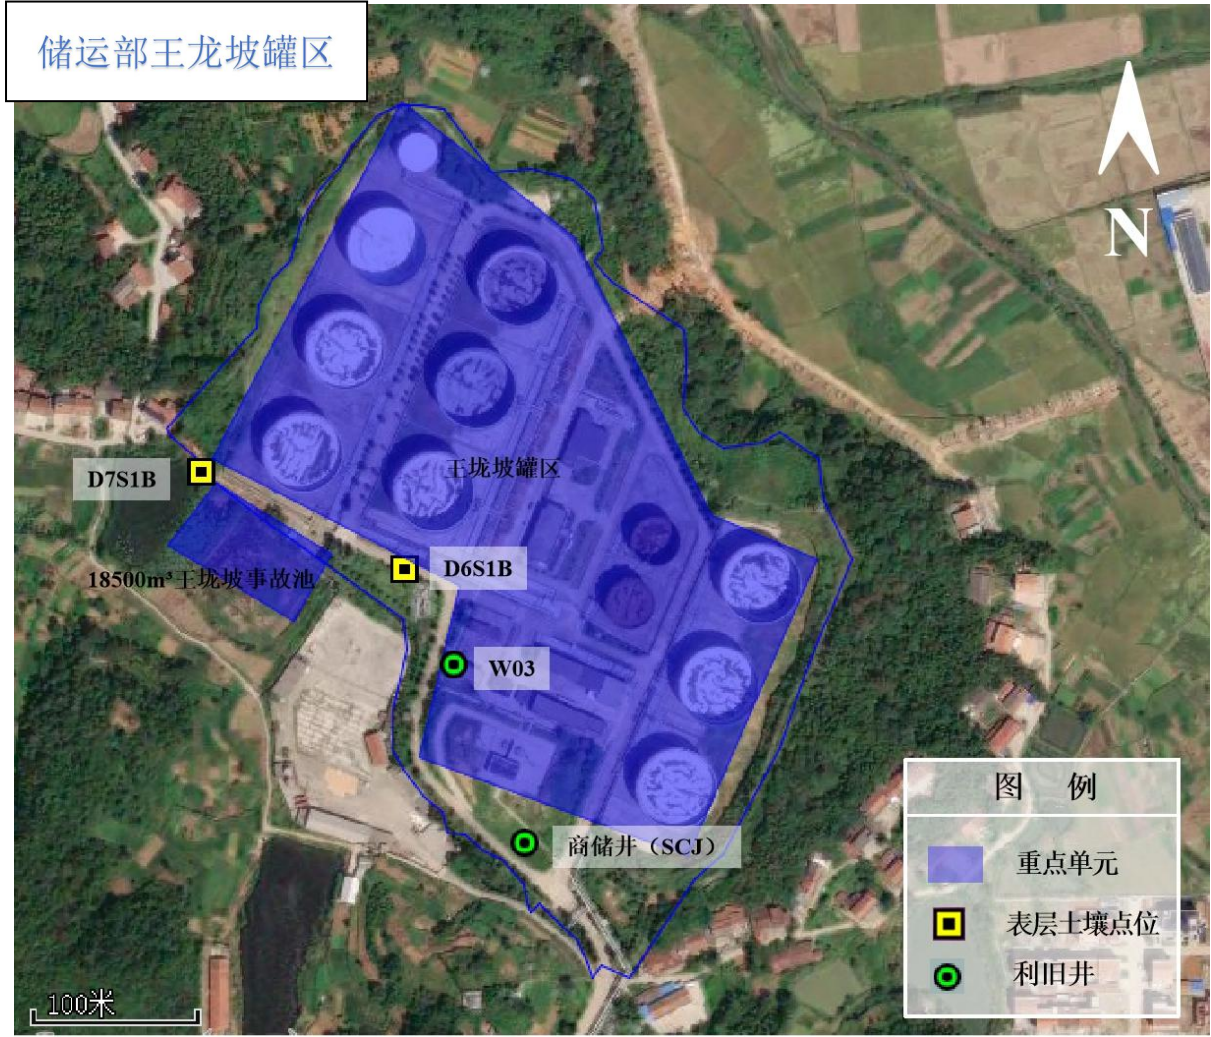 储运部王龙坡罐区
N
王垅坡罐区
D7S1B
D6S1B
18500m³王垅坡事故池
W03
商储井（SCJ）
图 例
重点单元
表层土壤点位
利旧井
100米